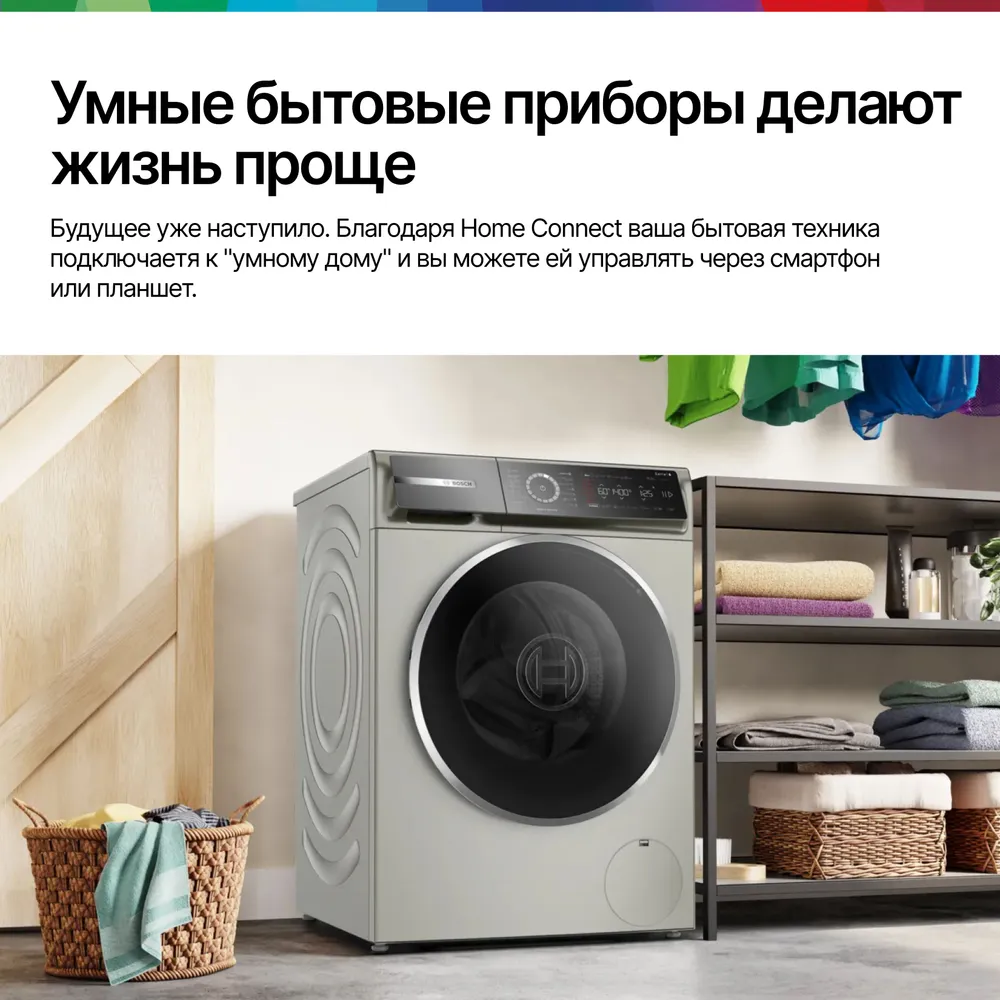 Умные бытовые приборы делают
жизнь проще
Будущее уже наступило. Благодаря Home Connect ваша бытовая техника
подключаетя к "умному дому" и вы можете ей управлять через смартфон
или планшет.
BOSCH
60° 1400° 1:25